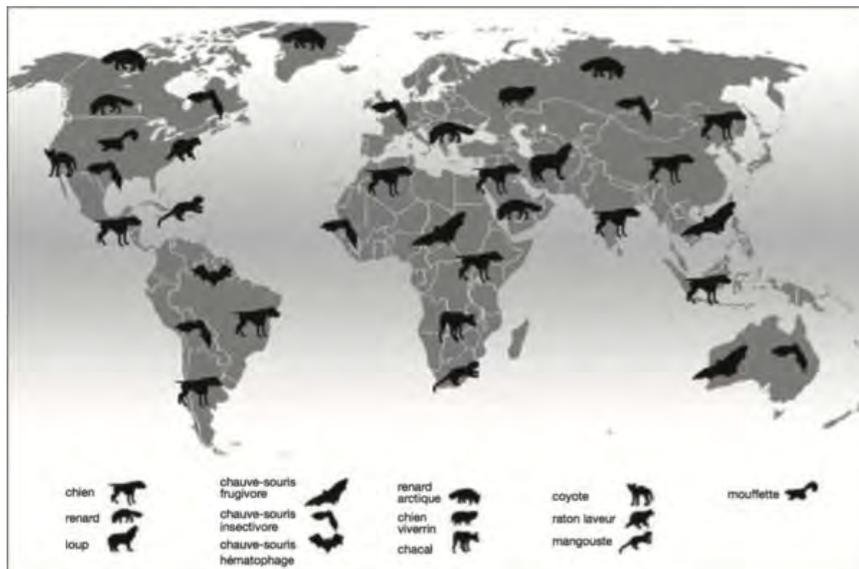 chien
renard
loup
chauve-souris
frugivore
chauve-souris
insectivore
chauve-souris
hématophage
renard
arctique
chien
viverrin
chacal
coyote
raton laveur
mangouste
mouffette